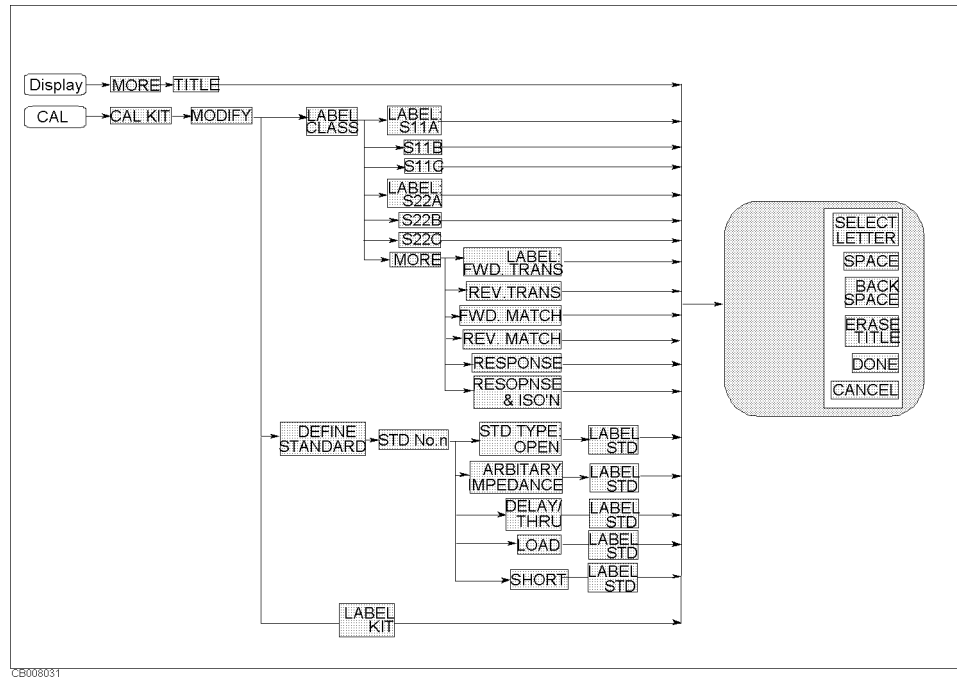 Display
MORE
TITLE
CAL
CAL KIT
MODIFY
LABEL
CLASS
LABEL:
S11A
S11B
S11C
LABEL:
S22A
S22B
S22C
MORE
LABEL:
FWD. TRANS
REV.TRANS
FWD. MATCH
REV. MATCH
RESPONSE
RESOPNSE
& ISO'N
DEFINE
STANDARD
STD No.n
STD TYPE:
OPEN
LABEL
STD
ARBITARY
IMPEDANCE
LABEL
STD
DELAY/
THRU
LABEL
STD
LOAD
LABEL
STD
SHORT
LABEL
STD
LABEL
KIT
SELECT
LETTER
SPACE
BACK
SPACE
ERASE
TITLE
DONE
CANCEL
CB008031